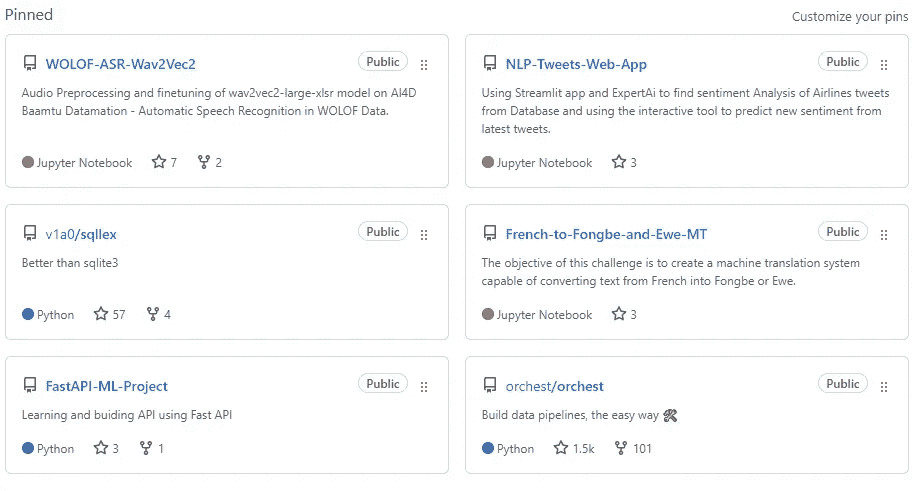 Pinned
Customize your pins
WOLOF-ASR-Wav2Vec2
Public
Audio Preprocessing and finetuning of wav2vec2-large-xlsr model on AI4D
Baamtu Datamation - Automatic Speech Recognition in WOLOF Data.
Jupyter Notebook 7 2
NLP-Tweets-Web-App
Public
Using Streamlit app and ExpertAi to find sentiment Analysis of Airlines tweets
from Database and using the interactive tool to predict new sentiment from
latest tweets.
Jupyter Notebook 3
v1a0/sqllex
Public
Better than sqlite3
Python 57 4
French-to-Fongbe-and-Ewe-MT
Public
The objective of this challenge is to create a machine translation system
capable of converting text from French into Fongbe or Ewe.
Jupyter Notebook 3
FastAPI-ML-Project
Public
Learning and buiding API using Fast API
Python 3 1
orchest/orchest
Public
Build data pipelines, the easy way 🛠
Python 1.5k 101